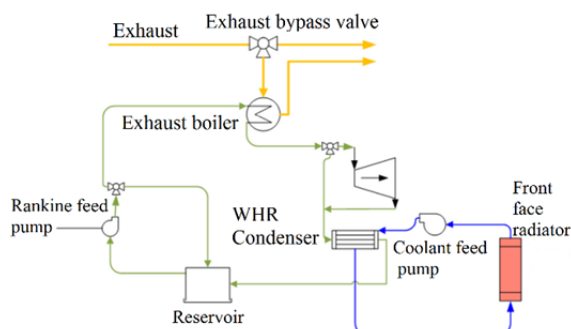 Exhaust
Exhaust bypass valve
Exhaust boiler
Rankine feed
pump
WHR
Condenser
Coolant feed
pump
Front
face
radiator
Reservoir